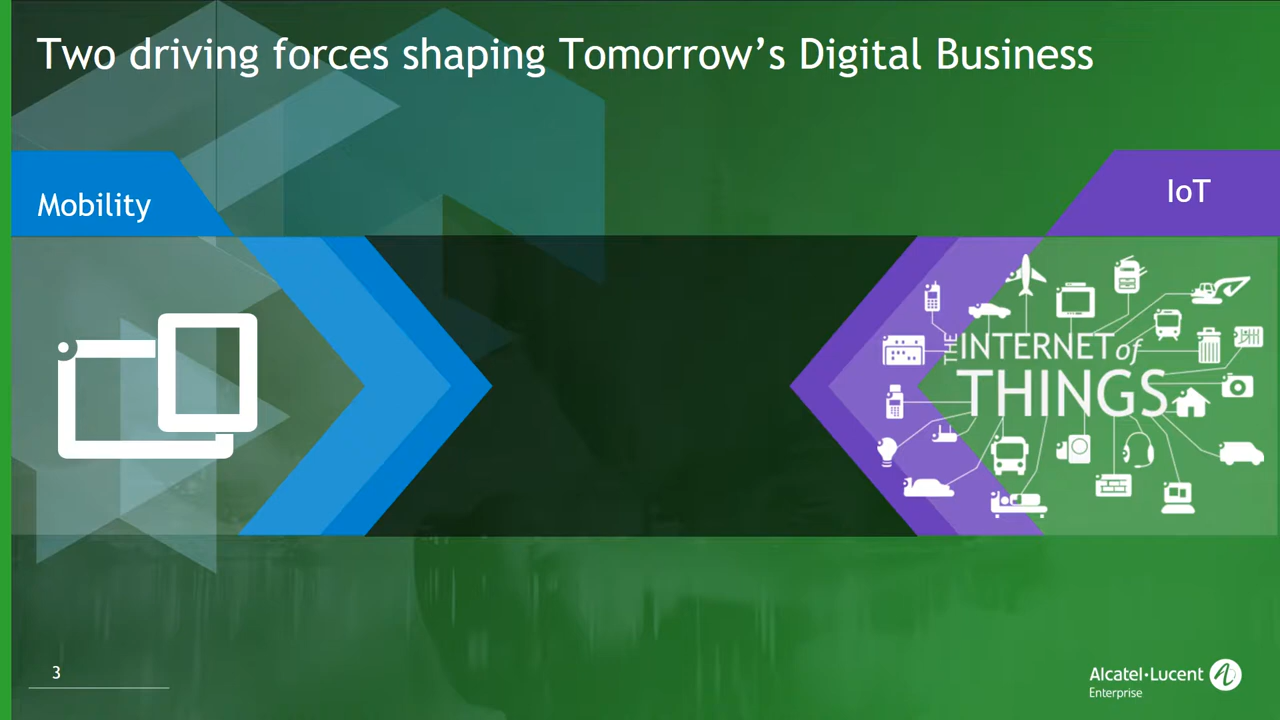 Two driving forces shaping Tomorrow's Digital Business
Mobility
IoT
THE INTERNET of
THINGS
3
Alcatel·Lucent
Enterprise